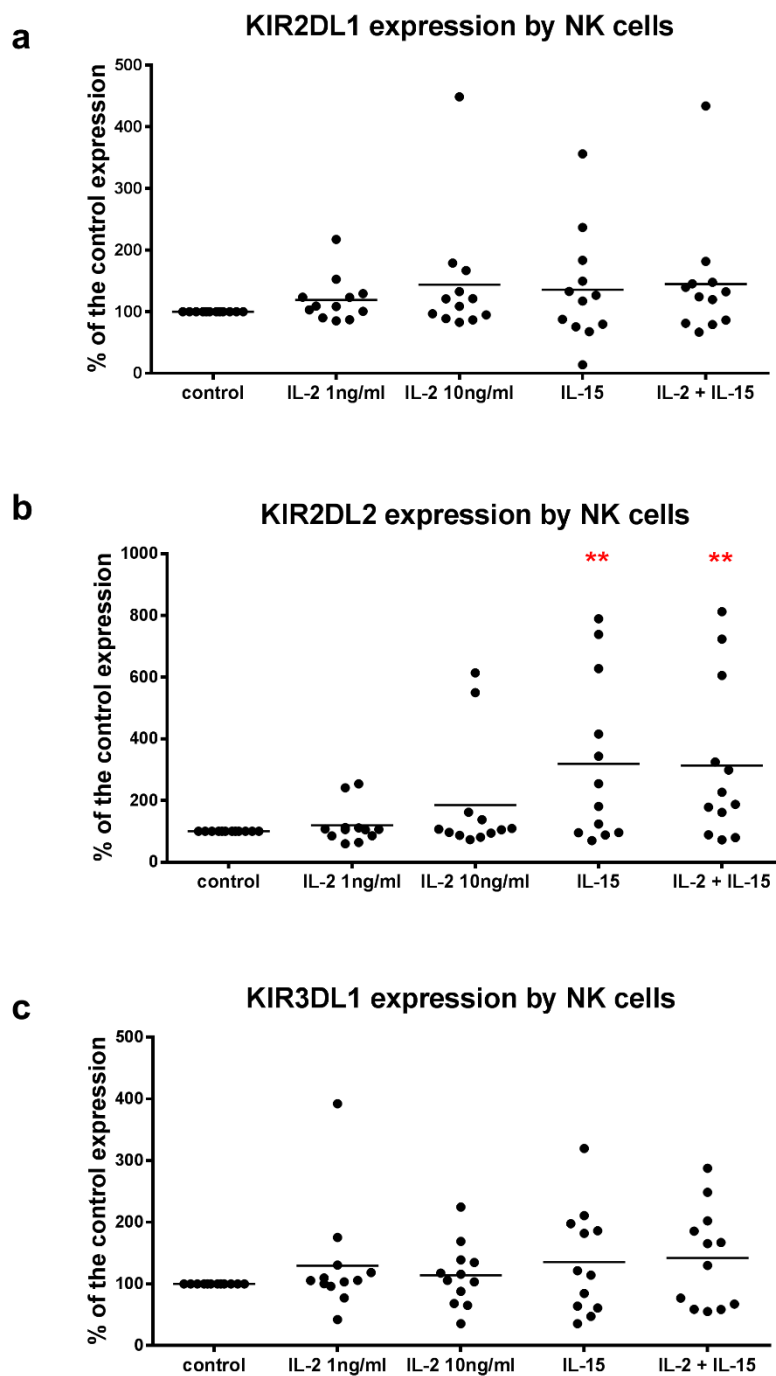 a
KIR2DL1 expression by NK cells
% of the control expression
500
400
300
200
100
0
control IL-2 1ng/ml IL-2 10ng/ml IL-15 IL-2 + IL-15
b
KIR2DL2 expression by NK cells
% of the control expression
1000
800
600
400
200
0
** **
control IL-2 1ng/ml IL-2 10ng/ml IL-15 IL-2 + IL-15
c
KIR3DL1 expression by NK cells
% of the control expression
500
400
300
200
100
0
control IL-2 1ng/ml IL-2 10ng/ml IL-15 IL-2 + IL-15